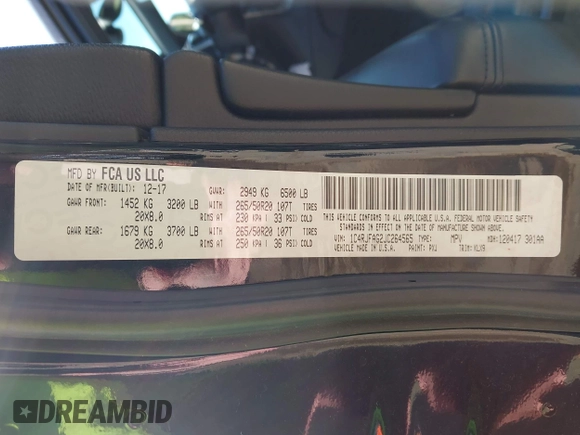 MFD BY FCA US LLC
DATE OF MFR(BUILT): 12-17 GVWR: 2949 KG 6500 LB
GAWR FRONT: 1452 KG 3200 LB WITH 265/50R20 107T TIRES
20X8.0 RIMS AT 230 KPA ( 33 PSI) COLD
GAWR REAR: 1679 KG 3700 LB WITH 265/50R20 107T TIRES
20X8.0 RIMS AT 250 KPA ( 36 PSI) COLD
THIS VEHICLE CONFORMS TO ALL APPLICABLE U.S.A. FEDERAL MOTOR VEHICLE SAFETY
STANDARDS IN EFFECT ON THE DATE OF MANUFACTURE SHOWN ABOVE.
VIN: 1C4RJFAG2JC264565 TYPE: MPV MDH:120417 301AA
VEHICLE MADE IN U.S.A. PAINT: PXJ TRIM: VLX9
DREAMBID